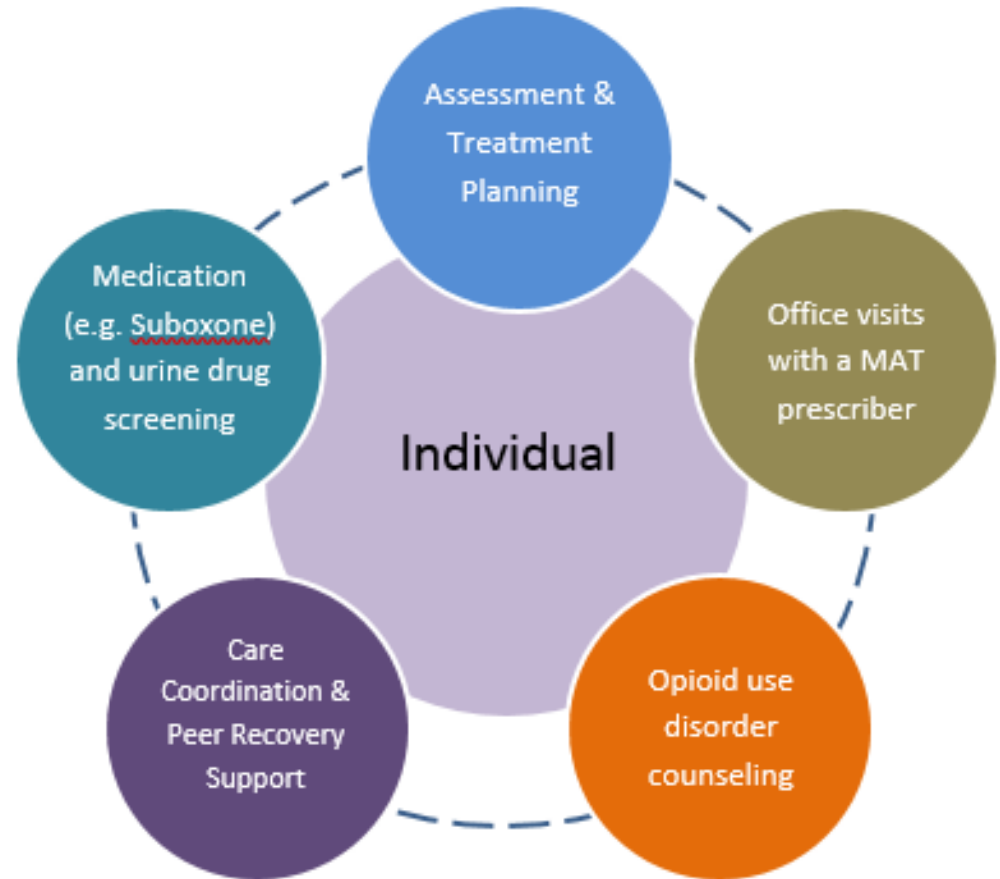 Assessment &
Treatment
Planning
Office visits
with a MAT
prescriber
Opioid use
disorder
counseling
Care
Coordination &
Peer Recovery
Support
Medication
(e.g. Suboxone)
and urine drug
screening
Individual